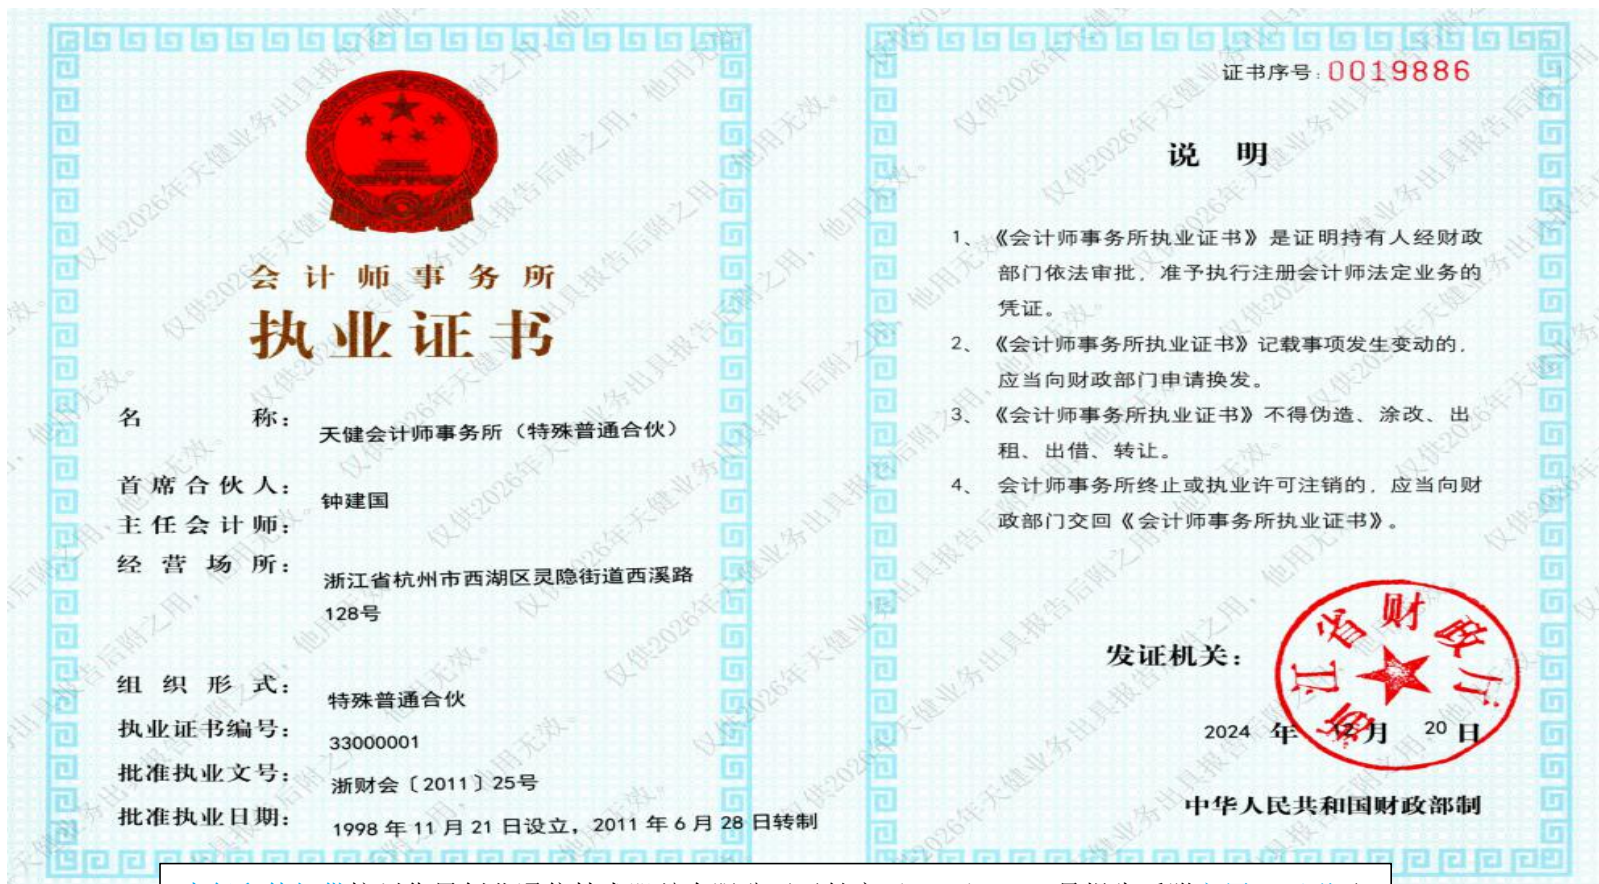 会计师事务所
执业证书
名 称：
天健会计师事务所（特殊普通合伙）
首席合伙人：
钟建国
主任会计师：
经营场所：
浙江省杭州市西湖区灵隐街道西溪路
128号
组织形式：
特殊普通合伙
执业证书编号：
33000001
批准执业文号：
浙财会〔2011〕25号
批准执业日期：
1998 年 11 月 21 日设立，2011 年 6 月 28 日转制
证书序号：0019886
说 明
1、《会计师事务所执业证书》是证明持有人经财政
部门依法审批，准予执行注册会计师法定业务的
凭证。
2、《会计师事务所执业证书》记载事项发生变动的，
应当向财政部门申请换发。
3、《会计师事务所执业证书》不得伪造、涂改、出
租、出借、转让。
4、会计师事务所终止或执业许可注销的，应当向财
政部门交回《会计师事务所执业证书》。
发证机关：
浙江省财政厅
2024 年 12 月 20 日
中华人民共和国财政部制
仅供2026年天健业务出具报告后附之用，他用无效。